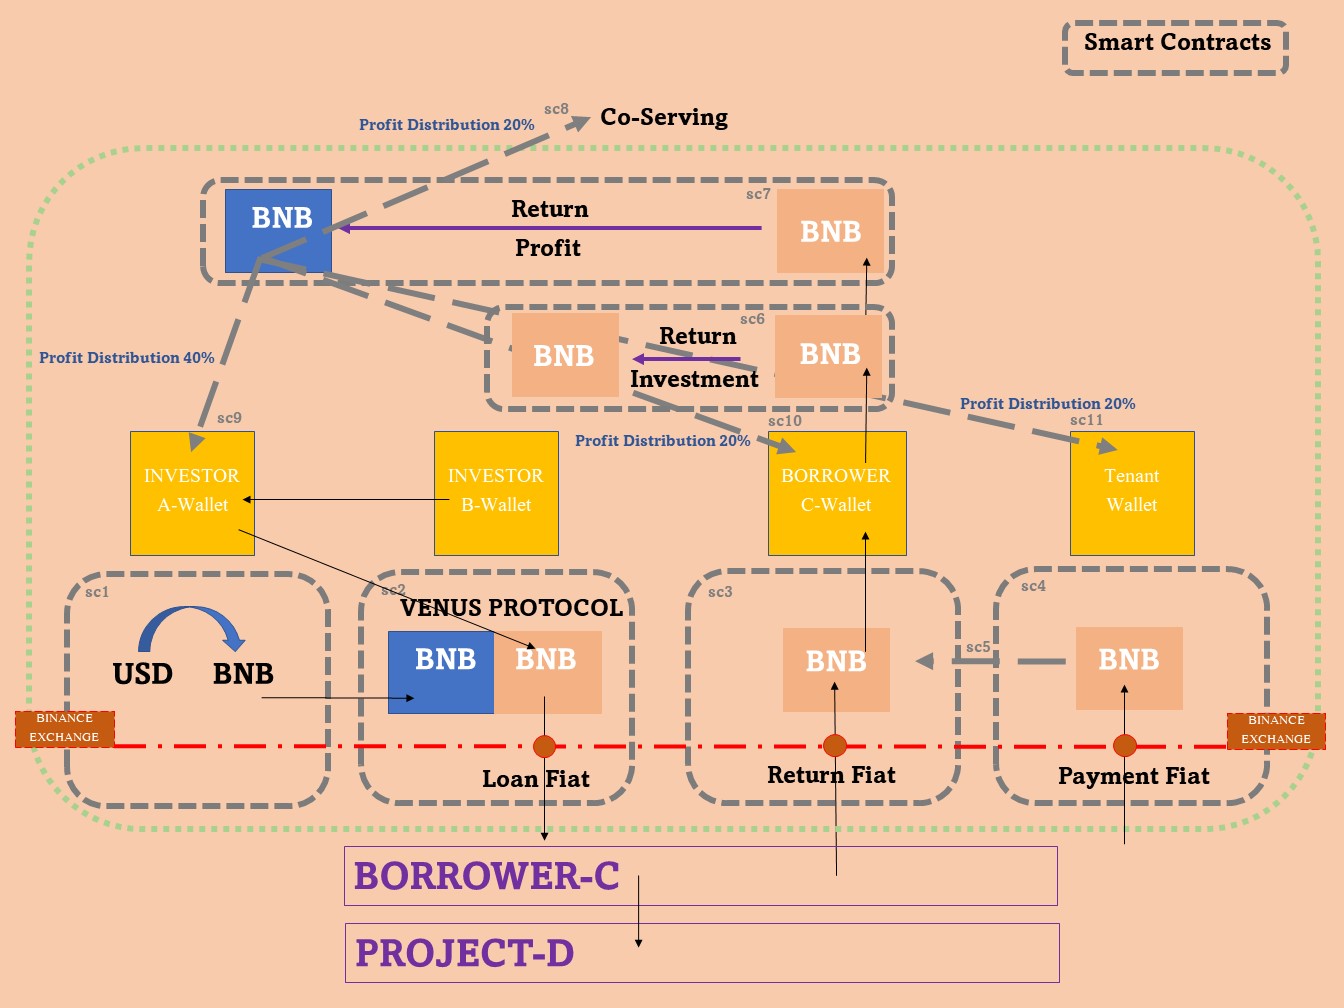 Smart Contracts
sc8
Co-Serving
Profit Distribution 20%
BNB
Return
Profit
sc7
BNB
sc6
BNB
Return
Investment
BNB
Profit Distribution 40%
sc9
Profit Distribution 20%
sc10
Profit Distribution 20%
sc11
INVESTOR
A-Wallet
INVESTOR
B-Wallet
BORROWER
C-Wallet
Tenant
Wallet
sc1
USD
BNB
sc2
VENUS PROTOCOL
BNB
BNB
sc3
BNB
sc5
sc4
BNB
BINANCE
EXCHANGE
BINANCE
EXCHANGE
Loan Fiat
Return Fiat
Payment Fiat
BORROWER-C
PROJECT-D